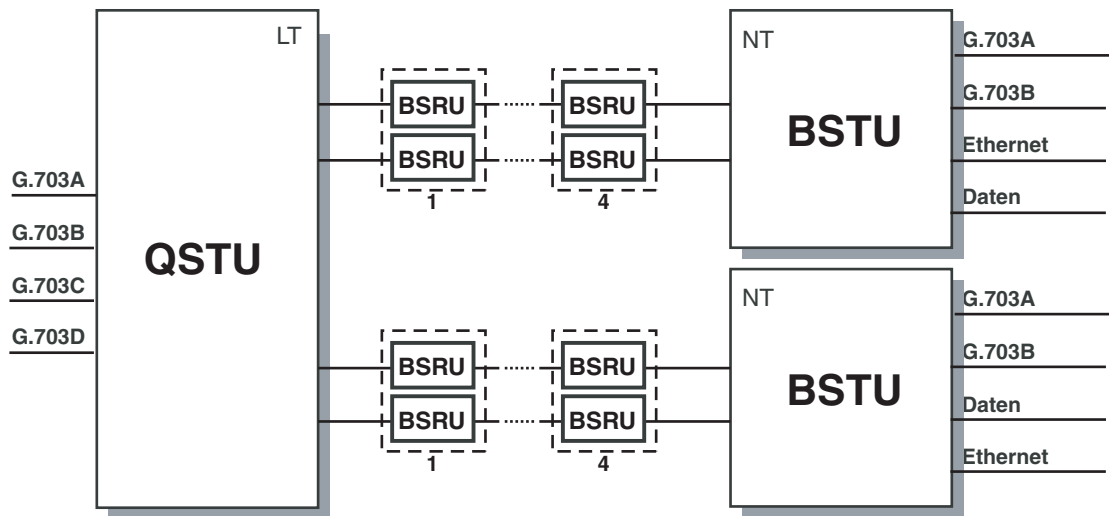 LT
G.703A
G.703B
G.703C
G.703D
QSTU
BSRU
BSRU
1
BSRU
BSRU
4
NT
BSTU
G.703A
G.703B
Ethernet
Daten
BSRU
BSRU
1
BSRU
BSRU
4
NT
BSTU
G.703A
G.703B
Daten
Ethernet